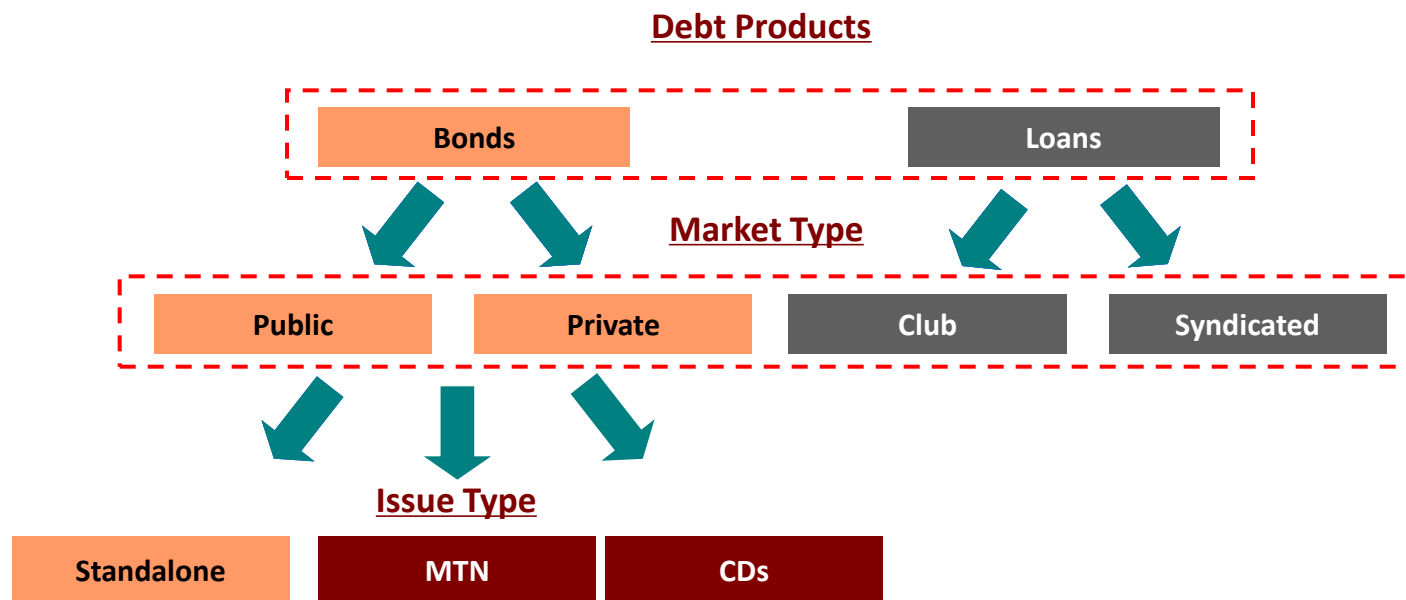 Debt Products
Bonds
Loans
Market Type
Public
Private
Club
Syndicated
Issue Type
Standalone
MTN
CDs